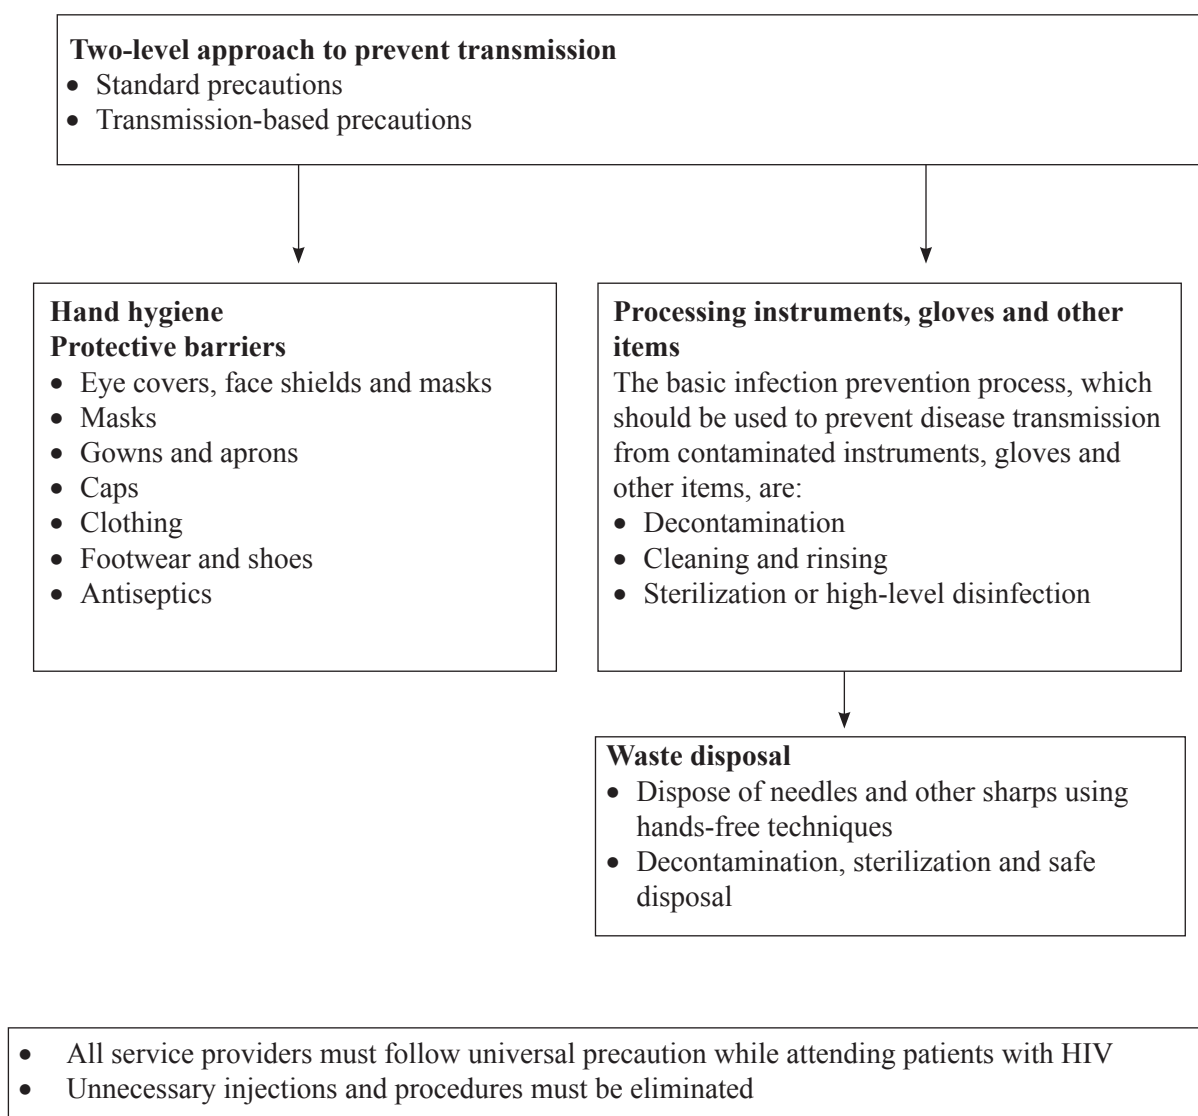 Two-level approach to prevent transmission
• Standard precautions
• Transmission-based precautions
Hand hygiene
Protective barriers
• Eye covers, face shields and masks
• Masks
• Gowns and aprons
• Caps
• Clothing
• Footwear and shoes
• Antiseptics
Processing instruments, gloves and other
items
The basic infection prevention process, which
should be used to prevent disease transmission
from contaminated instruments, gloves and
other items, are:
• Decontamination
• Cleaning and rinsing
• Sterilization or high-level disinfection
Waste disposal
• Dispose of needles and other sharps using
hands-free techniques
• Decontamination, sterilization and safe
disposal
• All service providers must follow universal precaution while attending patients with HIV
• Unnecessary injections and procedures must be eliminated